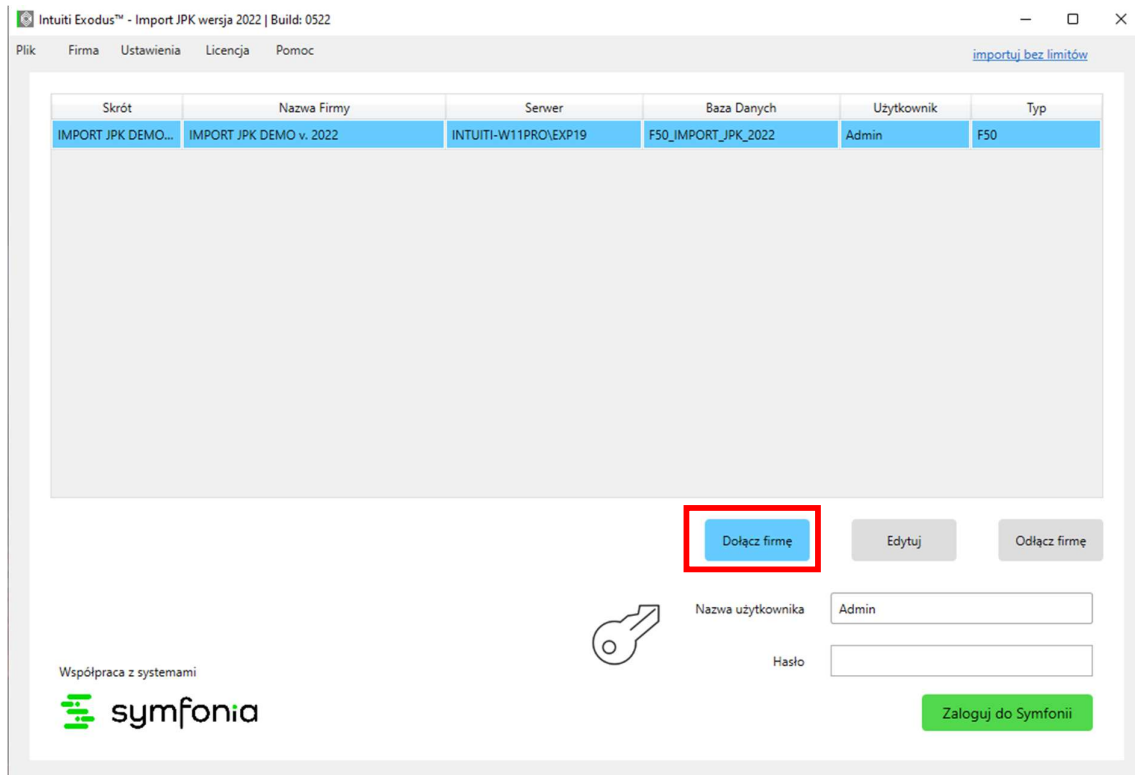 Intuiti Exodus™ - Import JPK wersja 2022 | Build: 0522
Plik Firma Ustawienia Licencja Pomoc
importuj bez limitów
Skrót Nazwa Firmy Serwer Baza Danych Użytkownik Typ
IMPORT JPK DEMO... IMPORT JPK DEMO v. 2022 INTUITI-W11PRO\EXP19 F50_IMPORT_JPK_2022 Admin F50
Dołącz firmę Edytuj Odłącz firmę
Nazwa użytkownika Admin
Hasło
Współpraca z systemami
symfonia
Zaloguj do Symfonii